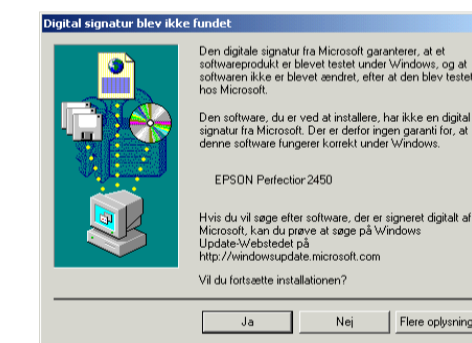 Digital signatur blev ikke fundet
Den digitale signatur fra Microsoft garanterer, at et
softwareprodukt er blevet testet under Windows, og at
softwaren ikke er blevet ændret, efter at den blev testet
hos Microsoft.
Den software, du er ved at installere, har ikke en digital
signatur fra Microsoft. Der er derfor ingen garanti for, at
denne software fungerer korrekt under Windows.
EPSON Perfection 2450
Hvis du vil søge efter software, der er signeret digitalt af
Microsoft, kan du prøve at søge på Windows
Update-Webstedet på
http://windowsupdate.microsoft.com
Vil du fortsætte installationen?
Ja
Nej
Flere oplysning